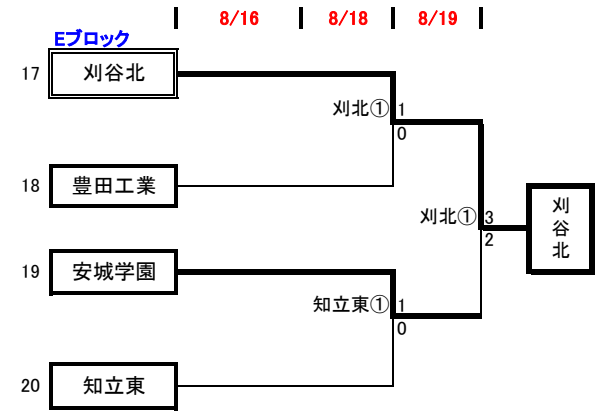 8/16 8/18 8/19
Eブロック
17 刈谷北
刈北① 1
0
18 豊田工業
刈北① 3
2
刈谷北
19 安城学園
知立東① 1
0
20 知立東